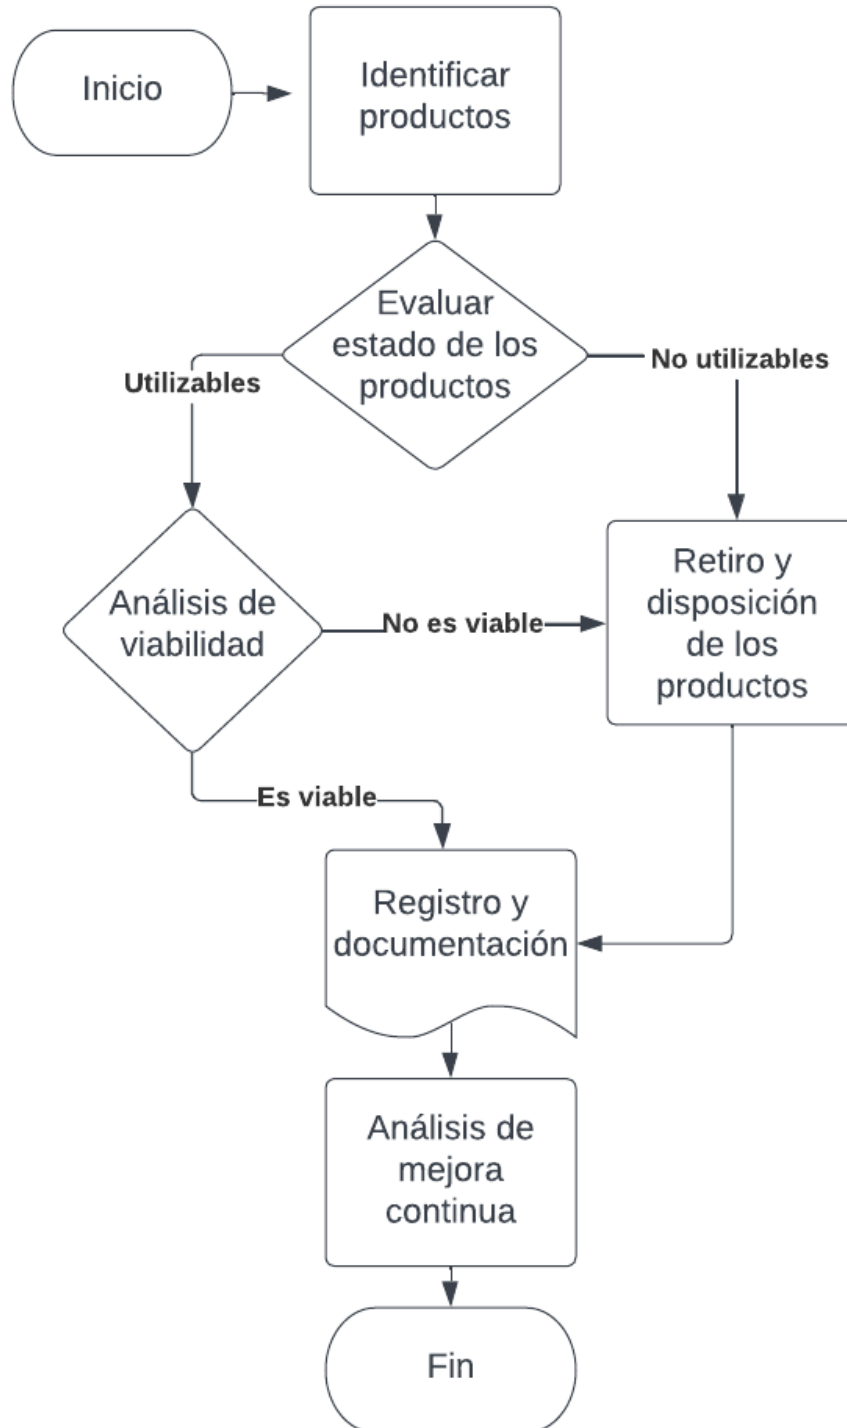 Inicio
Identificar
productos
Evaluar
estado de los
productos
Utilizables
No utilizables
Análisis de
viabilidad
No es viable
Retiro y
disposición
de los
productos
Es viable
Registro y
documentación
Análisis de
mejora
continua
Fin